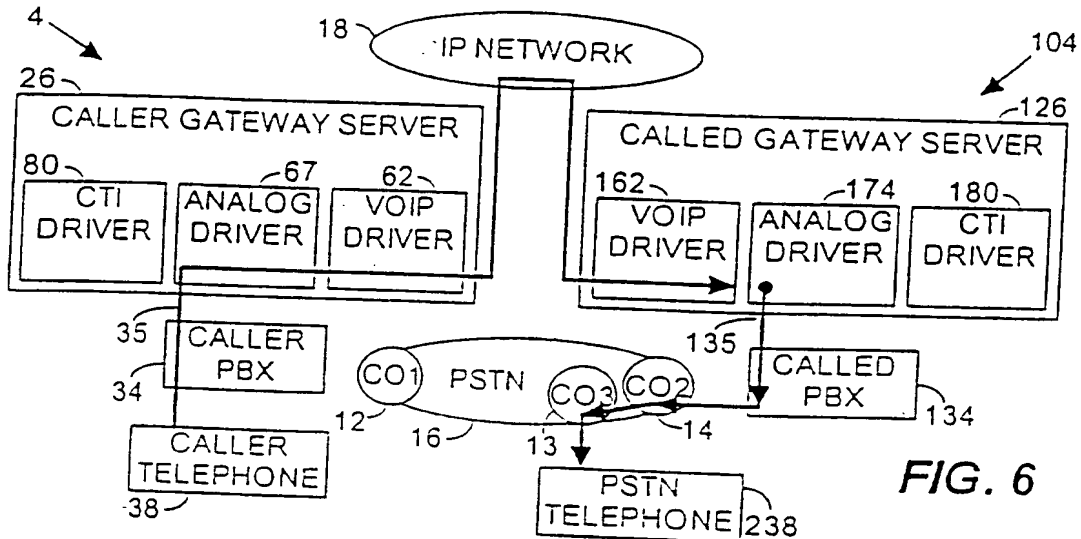 4
18
IP NETWORK
104
26
CALLER GATEWAY SERVER
80
CTI
DRIVER
67
ANALOG
DRIVER
62
VOIP
DRIVER
126
CALLED GATEWAY SERVER
162
VOIP
DRIVER
174
ANALOG
DRIVER
180
CTI
DRIVER
35
CALLER
PBX
34
135
CALLED
PBX
134
CO1
PSTN
CO3
CO2
12
16
13
14
CALLER
TELEPHONE
38
PSTN
TELEPHONE
238
FIG. 6